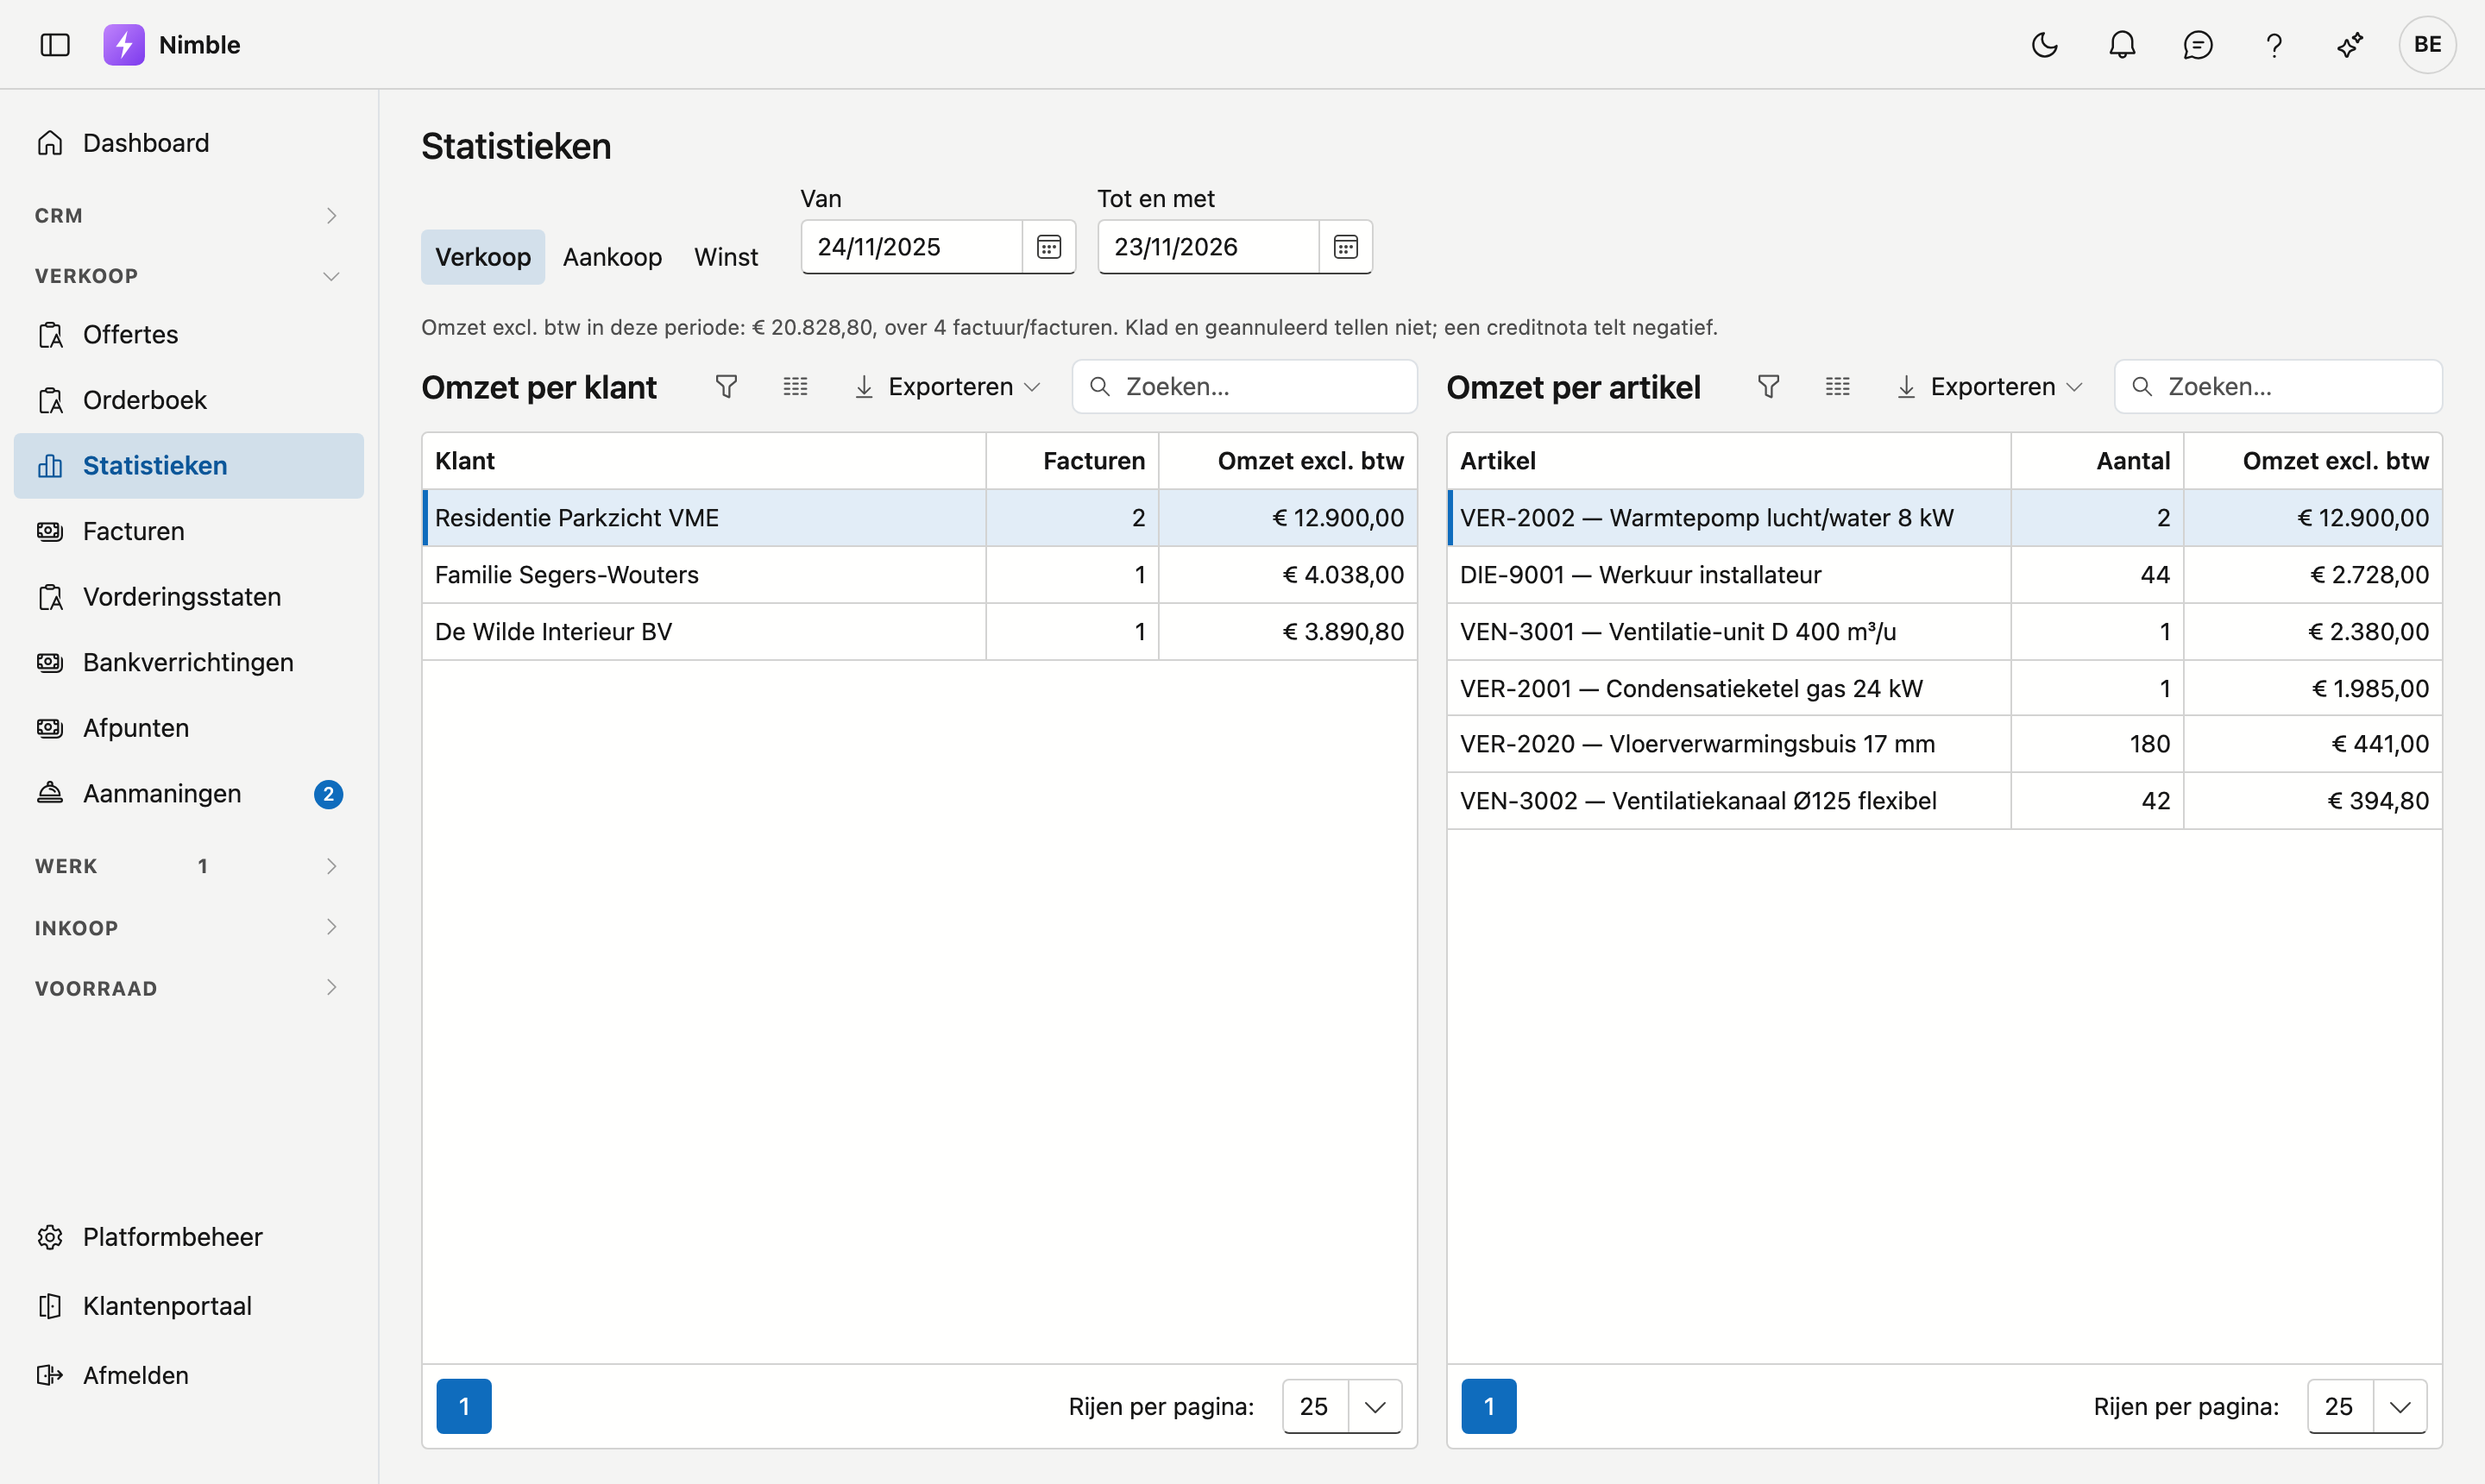 Nimble
BE
Dashboard
CRM
VERKOOP
Offertes
Orderboek
Statistieken
Facturen
Vorderingsstaten
Bankverrichtingen
Afpunten
Aanmaningen 2
WERK 1
INKOOP
VOORRAAD
Platformbeheer
Klantenportaal
Afmelden
Statistieken
Verkoop Aankoop Winst
Van
24/11/2025
Tot en met
23/11/2026
Omzet excl. btw in deze periode: € 20.828,80, over 4 factuur/facturen. Klad en geannuleerd tellen niet; een creditnota telt negatief.
Omzet per klant Exporteren Zoeken...
Klant Facturen Omzet excl. btw
Residentie Parkzicht VME 2 € 12.900,00
Familie Segers-Wouters 1 € 4.038,00
De Wilde Interieur BV 1 € 3.890,80
1 Rijen per pagina: 25
Omzet per artikel Exporteren Zoeken...
Artikel Aantal Omzet excl. btw
VER-2002 — Warmtepomp lucht/water 8 kW 2 € 12.900,00
DIE-9001 — Werkuur installateur 44 € 2.728,00
VEN-3001 — Ventilatie-unit D 400 m³/u 1 € 2.380,00
VER-2001 — Condensatieketel gas 24 kW 1 € 1.985,00
VER-2020 — Vloerverwarmingsbuis 17 mm 180 € 441,00
VEN-3002 — Ventilatiekanaal Ø125 flexibel 42 € 394,80
1 Rijen per pagina: 25